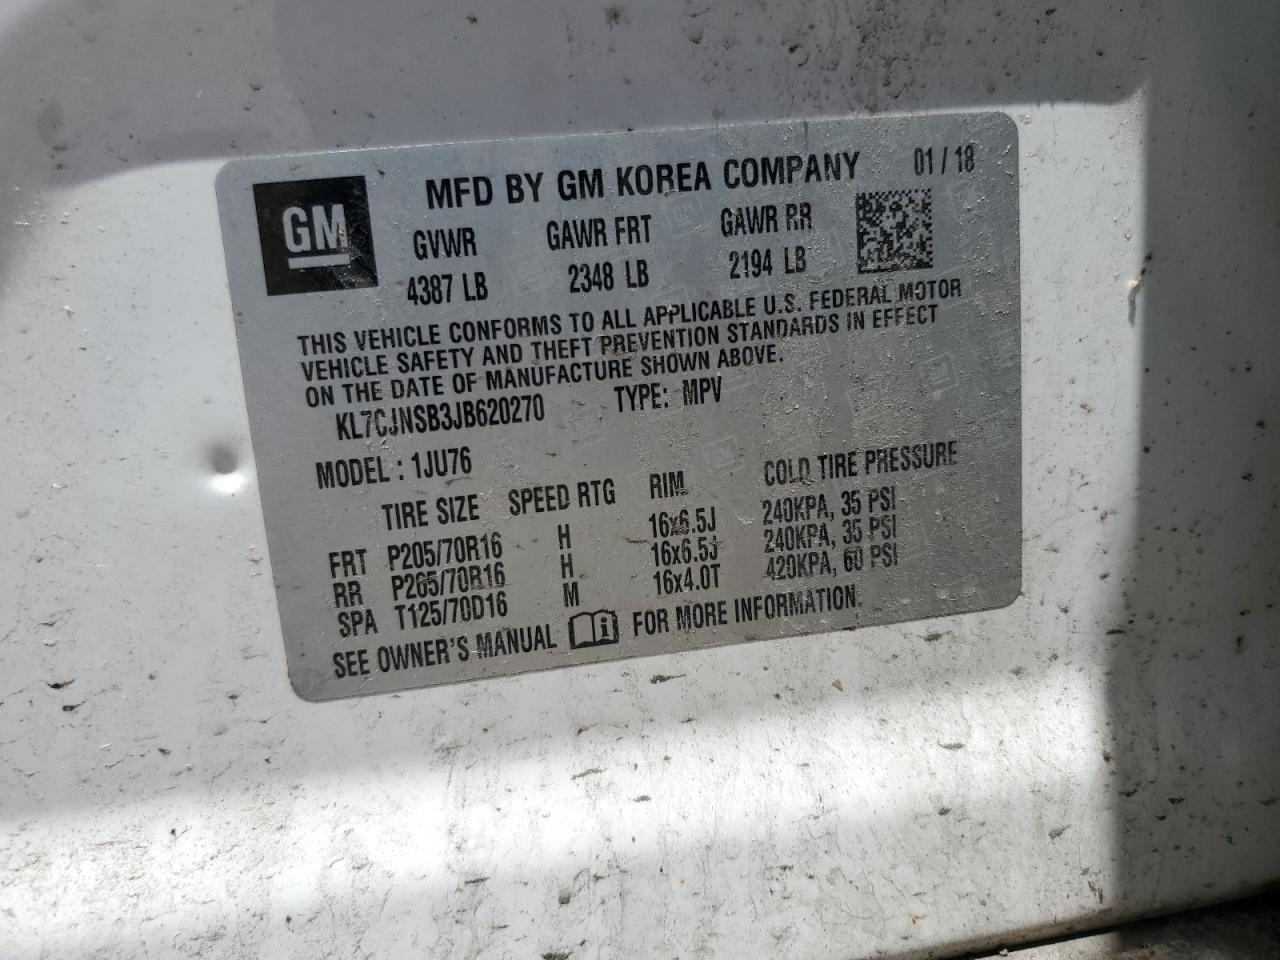 GM
MFD BY GM KOREA COMPANY 01 / 18
GVWR GAWR FRT GAWR RR
4387 LB 2348 LB 2194 LB
THIS VEHICLE CONFORMS TO ALL APPLICABLE U.S. FEDERAL MOTOR
VEHICLE SAFETY AND THEFT PREVENTION STANDARDS IN EFFECT
ON THE DATE OF MANUFACTURE SHOWN ABOVE.
KL7CJNSB3JB620270 TYPE: MPV
MODEL : 1JU76
TIRE SIZE SPEED RTG RIM COLD TIRE PRESSURE
FRT P205/70R16 H 16x6.5J 240KPA, 35 PSI
RR P205/70R16 H 16x6.5J 240KPA, 35 PSI
SPA T125/70D16 M 16x4.0T 420KPA, 60 PSI
SEE OWNER'S MANUAL FOR MORE INFORMATION.